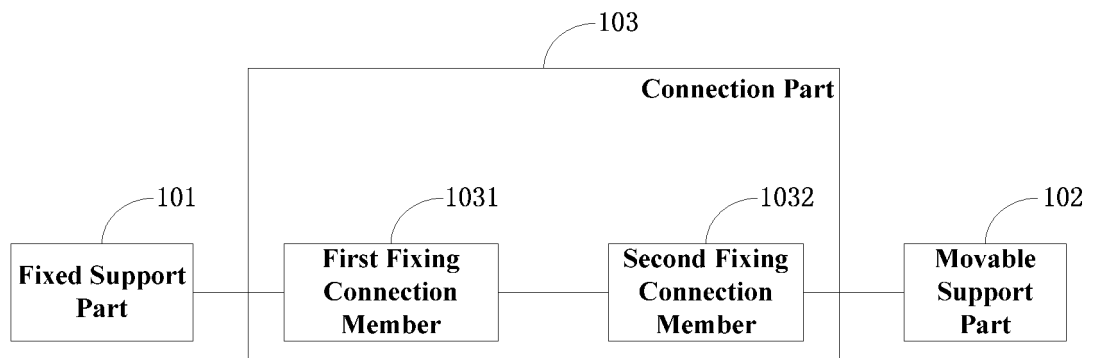 103
Connection Part
101
1031
1032
102
Fixed Support
Part
First Fixing
Connection
Member
Second Fixing
Connection
Member
Movable
Support
Part